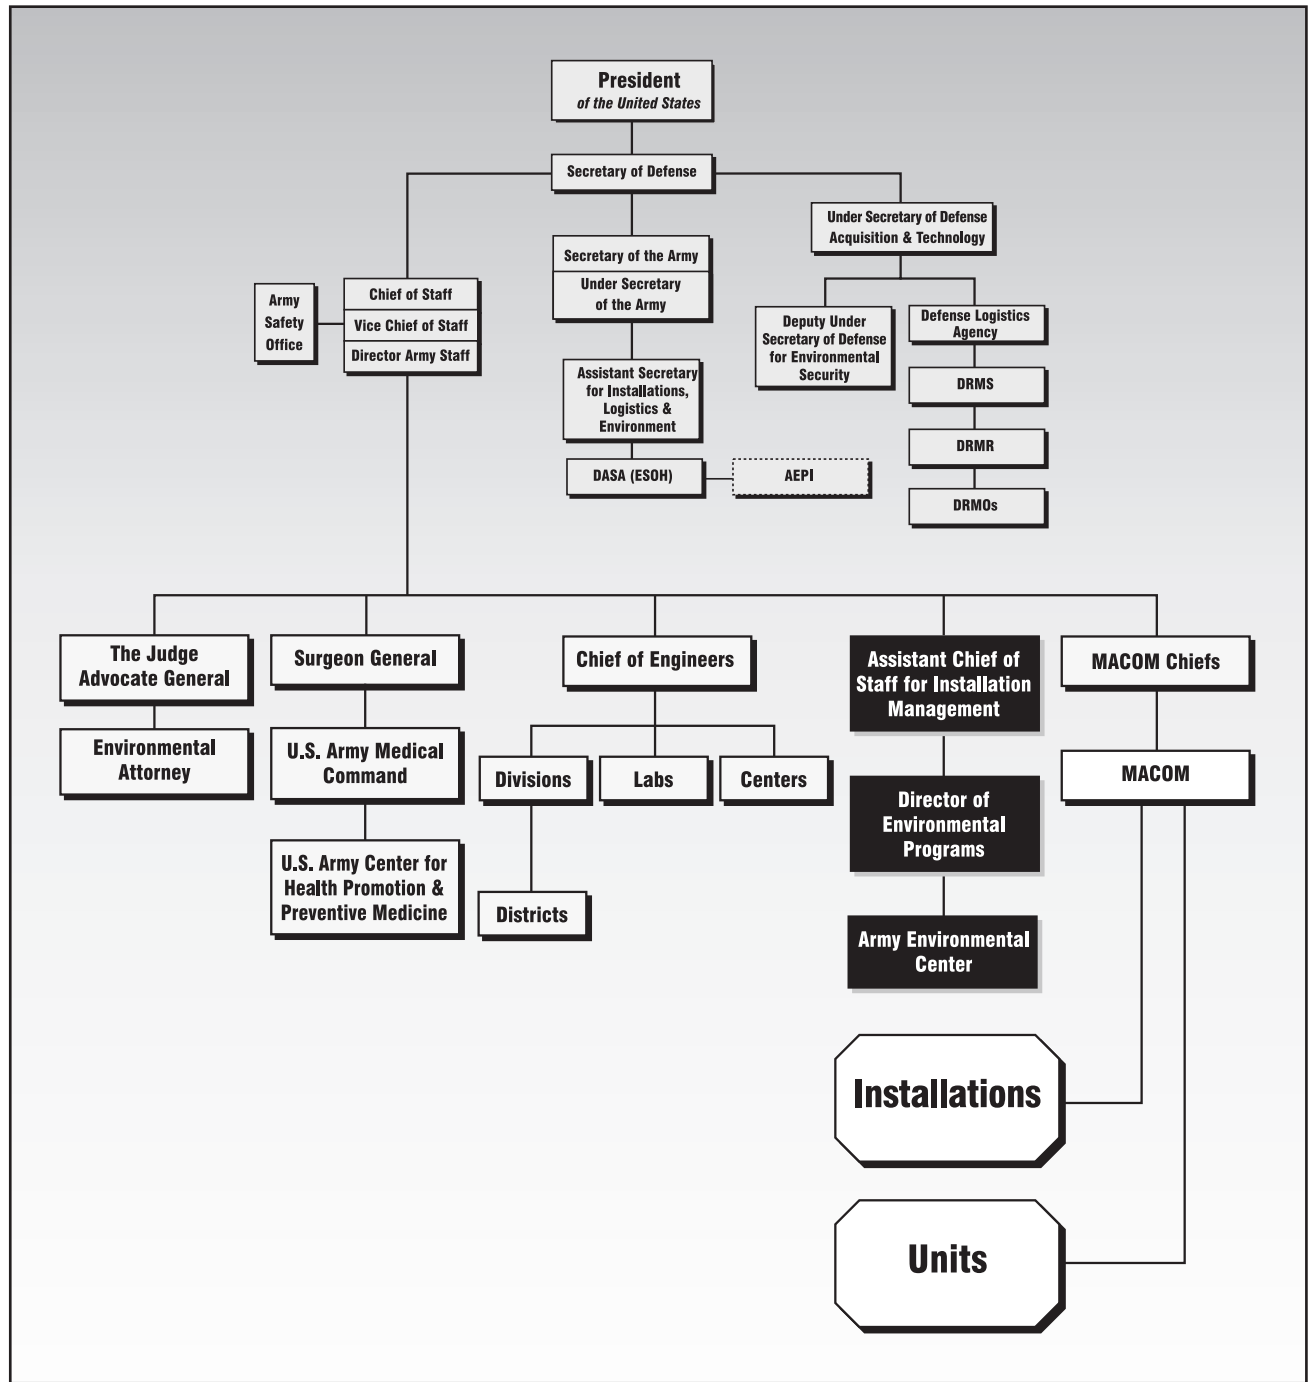 President
of the United States
Secretary of Defense
Under Secretary of Defense
Acquisition & Technology
Secretary of the Army
Under Secretary
of the Army
Army
Safety
Office
Chief of Staff
Vice Chief of Staff
Director Army Staff
Deputy Under
Secretary of Defense
for Environmental
Security
Defense Logistics
Agency
Assistant Secretary
for Installations,
Logistics &
Environment
DRMS
DRMR
DASA (ESOH)
AEPI
DRMOs
The Judge
Advocate General
Surgeon General
Chief of Engineers
Assistant Chief of
Staff for Installation
Management
MACOM Chiefs
Environmental
Attorney
U.S. Army Medical
Command
Divisions
Labs
Centers
Director of
Environmental
Programs
MACOM
U.S. Army Center for
Health Promotion &
Preventive Medicine
Districts
Army Environmental
Center
Installations
Units